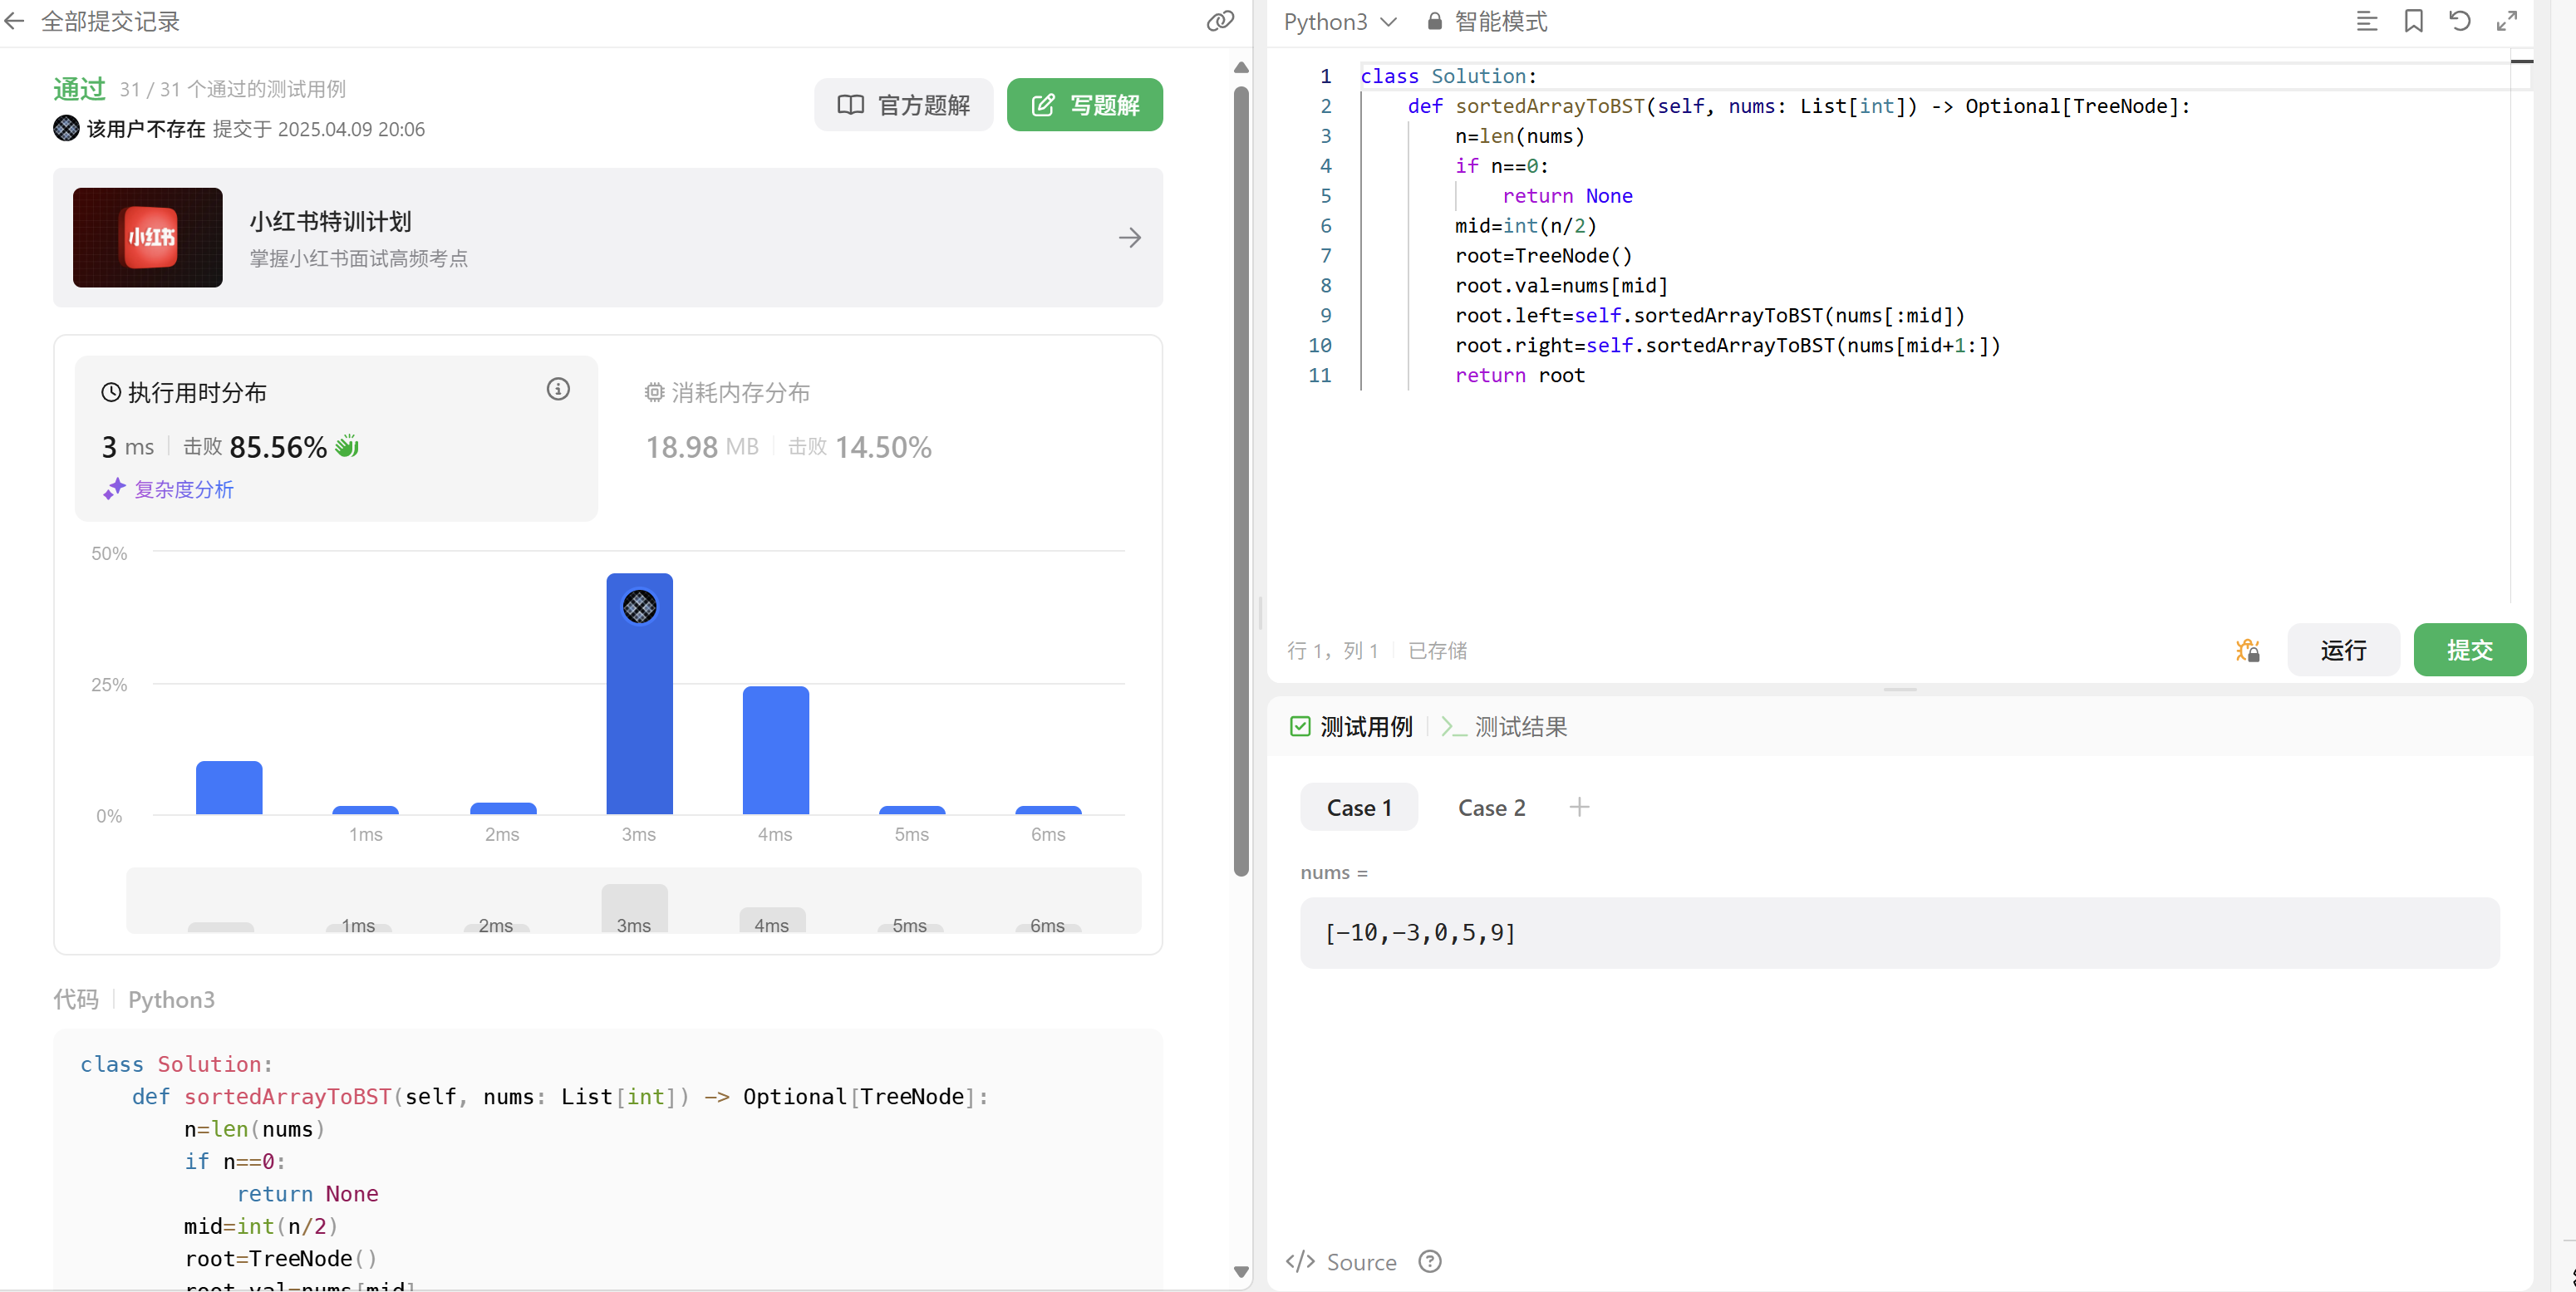 全部提交记录
通过 31 / 31 个通过的测试用例
该用户不存在 提交于 2025.04.09 20:06
官方题解
写题解
小红书
小红书特训计划
掌握小红书面试高频考点
执行用时分布
3 ms 击败 85.56%
复杂度分析
消耗内存分布
18.98 MB 击败 14.50%
50%
25%
0%
1ms 2ms 3ms 4ms 5ms 6ms
1ms 2ms 3ms 4ms 5ms 6ms
代码 Python3
class Solution:
    def sortedArrayToBST(self, nums: List[int]) -> Optional[TreeNode]:
        n=len(nums)
        if n==0:
            return None
        mid=int(n/2)
        root=TreeNode()
        root.val=nums[mid]
Python3 智能模式
1 class Solution:
2     def sortedArrayToBST(self, nums: List[int]) -> Optional[TreeNode]:
3         n=len(nums)
4         if n==0:
5             return None
6         mid=int(n/2)
7         root=TreeNode()
8         root.val=nums[mid]
9         root.left=self.sortedArrayToBST(nums[:mid])
10         root.right=self.sortedArrayToBST(nums[mid+1:])
11         return root
行 1，列 1 已存储
运行
提交
测试用例 >_ 测试结果
Case 1 Case 2 +
nums =
[-10,-3,0,5,9]
</> Source ?